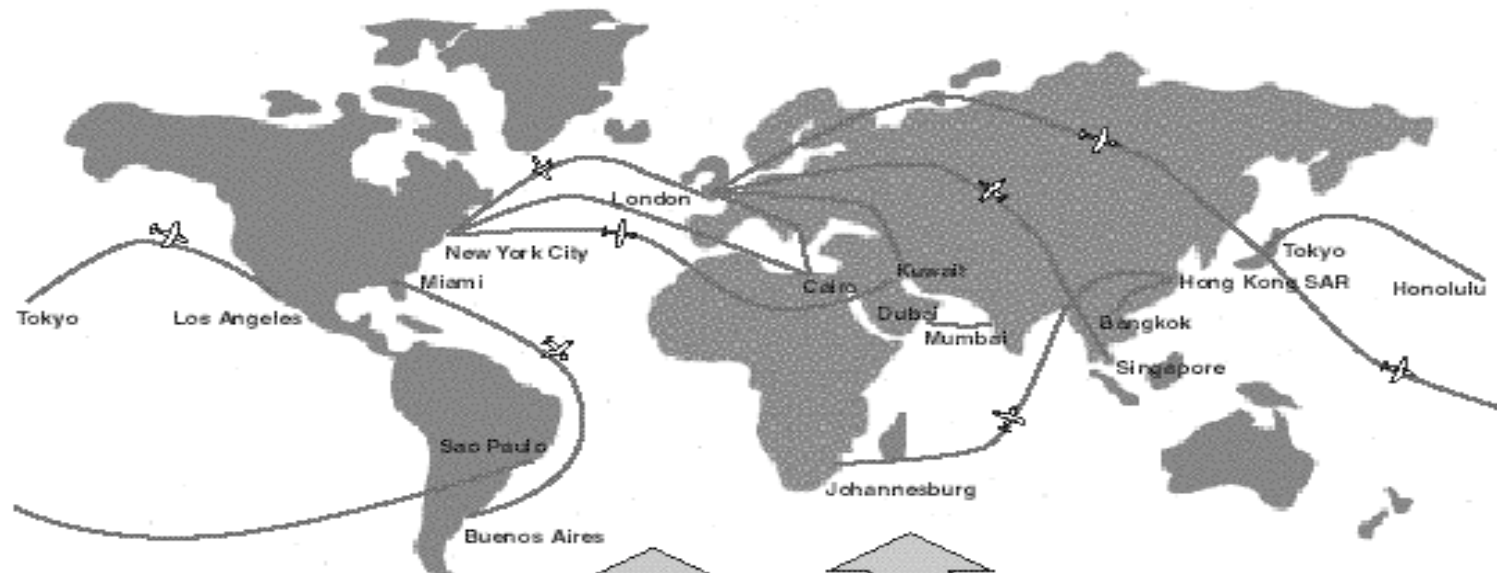 London
New York City
Tokyo
Miami
Kuwait
Cairo
Hong Kong SAR
Honolulu
Tokyo
Los Angeles
Dubai
Bangkok
Mumbai
Singapore
Sao Paulo
Johannesburg
Buenos Aires